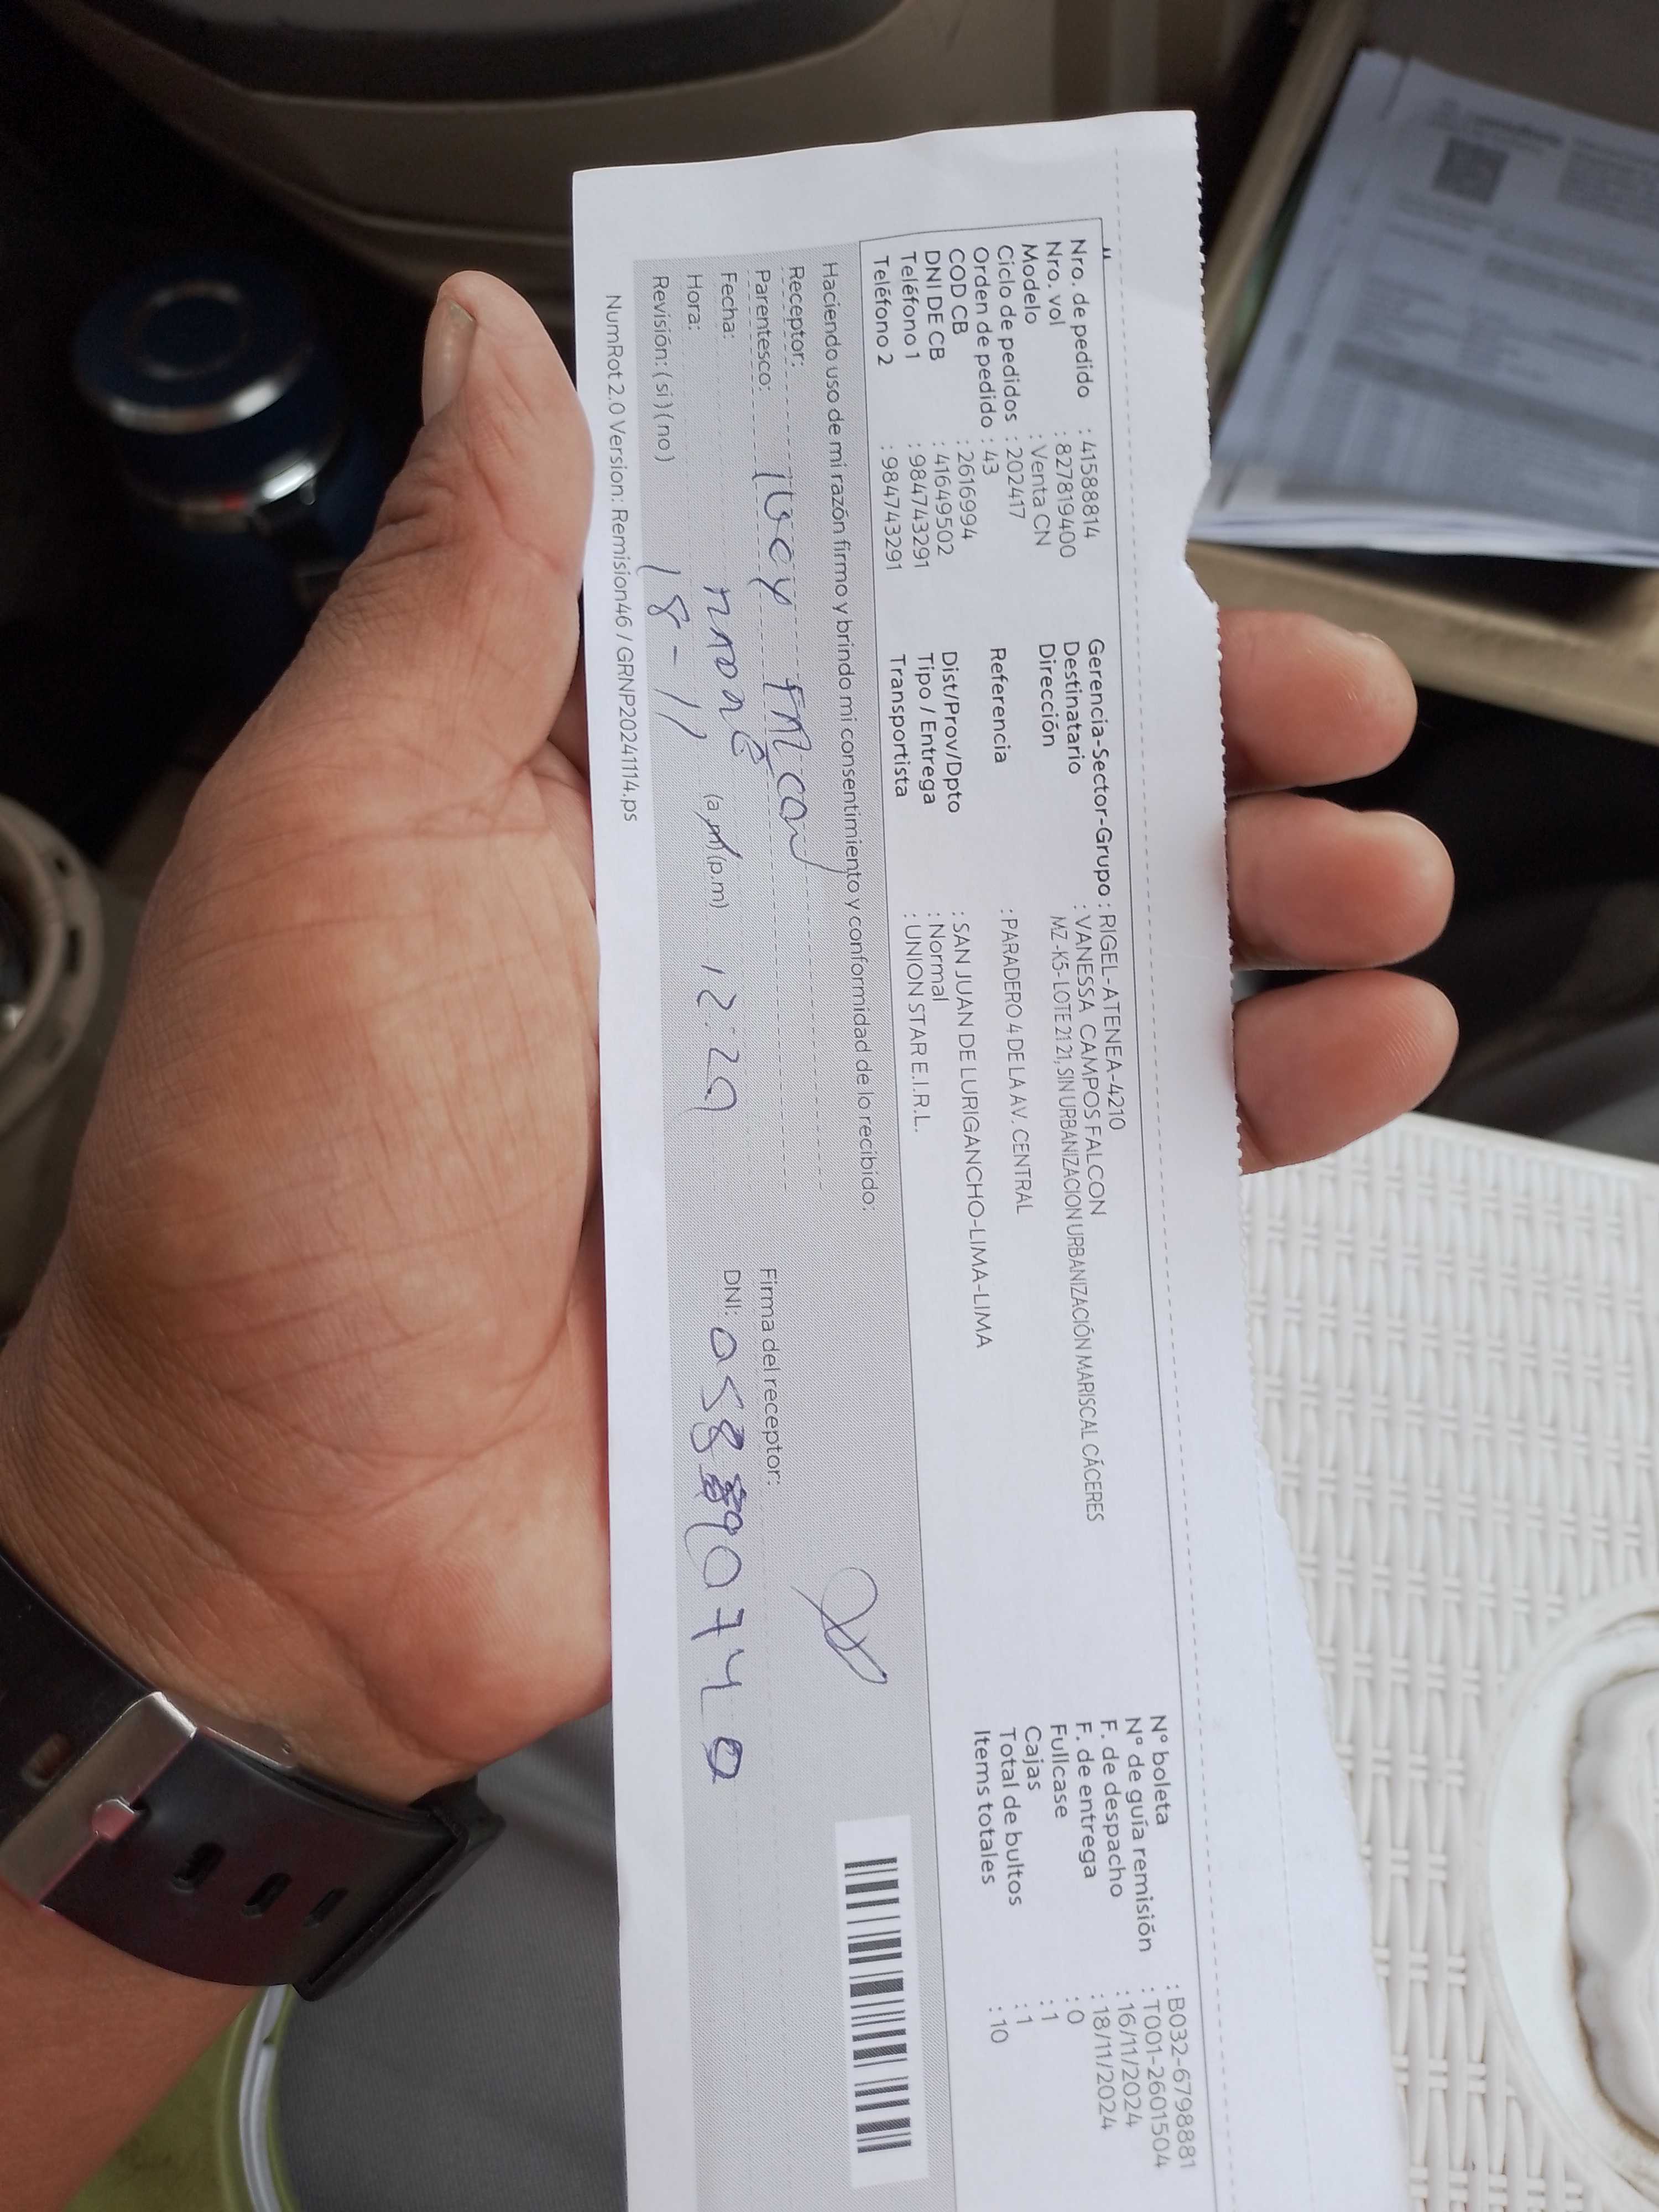 Nro. de pedido : 41588814
Nro. vol : 827819400
Modelo : Venta CN
Ciclo de pedidos : 202417
Orden de pedido : 43
COD CB : 2616994
DNI DE CB : 41649502
Teléfono 1 : 984743291
Teléfono 2 : 984743291
Gerencia-Sector-Grupo : RIGEL-ATENEA-4210
Destinatario : VANESSA CAMPOS FALCON
Dirección MZ-K5-LOTE 21 21, SIN URBANIZACION URBANIZACIÓN MARISCAL CÁCERES
Referencia : PARADERO 4 DE LA AV. CENTRAL
Dist/Prov/Dpto : SAN JUAN DE LURIGANCHO-LIMA-LIMA
Tipo / Entrega : Normal
Transportista : UNION STAR E.I.R.L.
N° boleta : B032-67988881
N° de guía remisión : T001-26015504
F. de despacho : 16/11/2024
F. de entrega : 18/11/2024
Fullcase : 0
Cajas : 1
Total de bultos : 1
Items totales : 10
Haciendo uso de mi razón firmo y brindo mi consentimiento y conformidad de lo recibido:
Receptor:
Parentesco:
Fecha:
Hora: (a.m) (p.m) 12:29
Revisión: (si) (no) 18-11
Firma del receptor:
DNI:
NumRot 2.0 Version: Remision46 / GRNP20241114.ps